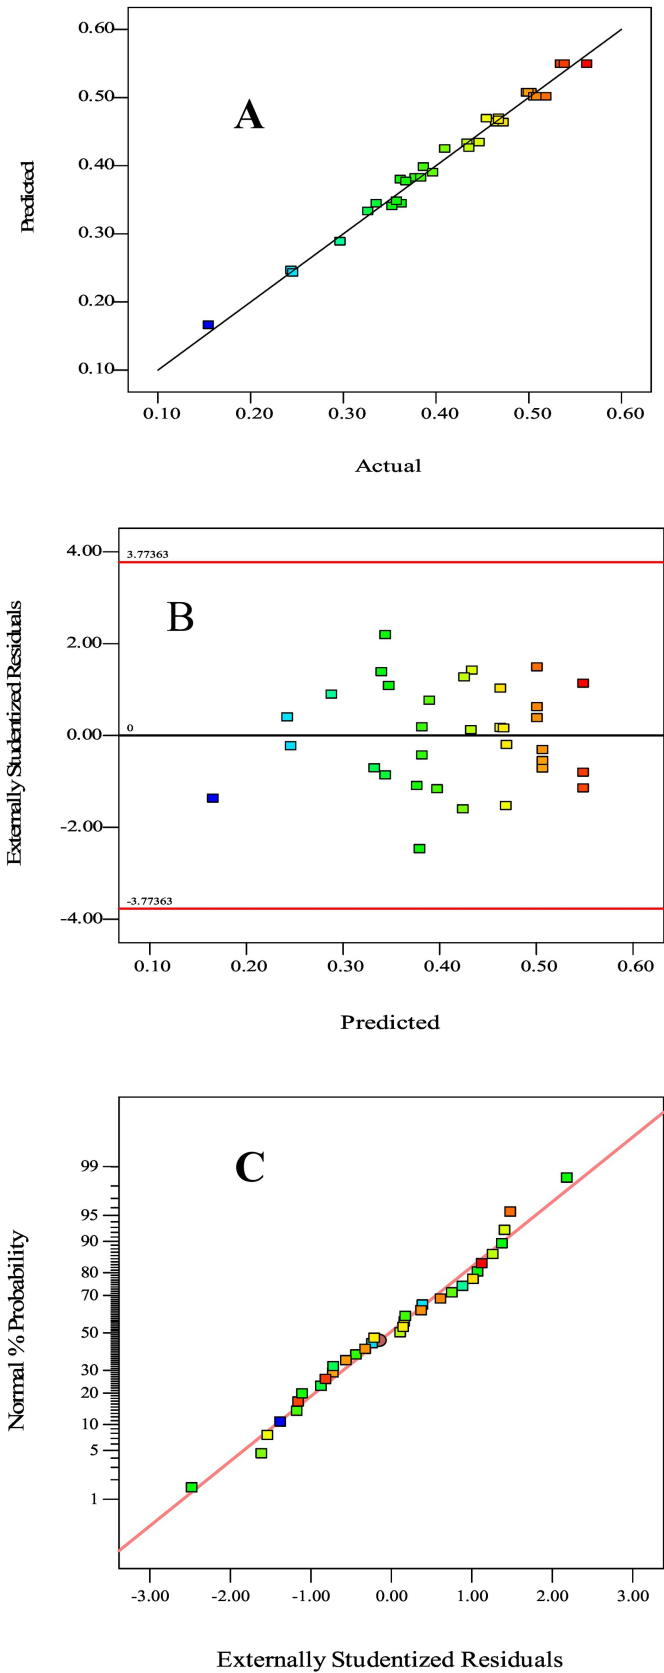 0.60
0.50
0.40
0.30
0.20
0.10
A
Predicted
0.10 0.20 0.30 0.40 0.50 0.60
Actual
4.00
2.00
0.00
-2.00
-4.00
3.77363
B
0
-3.77363
Externally Studentized Residuals
0.10 0.20 0.30 0.40 0.50 0.60
Predicted
99
95
90
80
70
50
30
20
10
5
1
C
Normal % Probability
-3.00 -2.00 -1.00 0.00 1.00 2.00 3.00
Externally Studentized Residuals